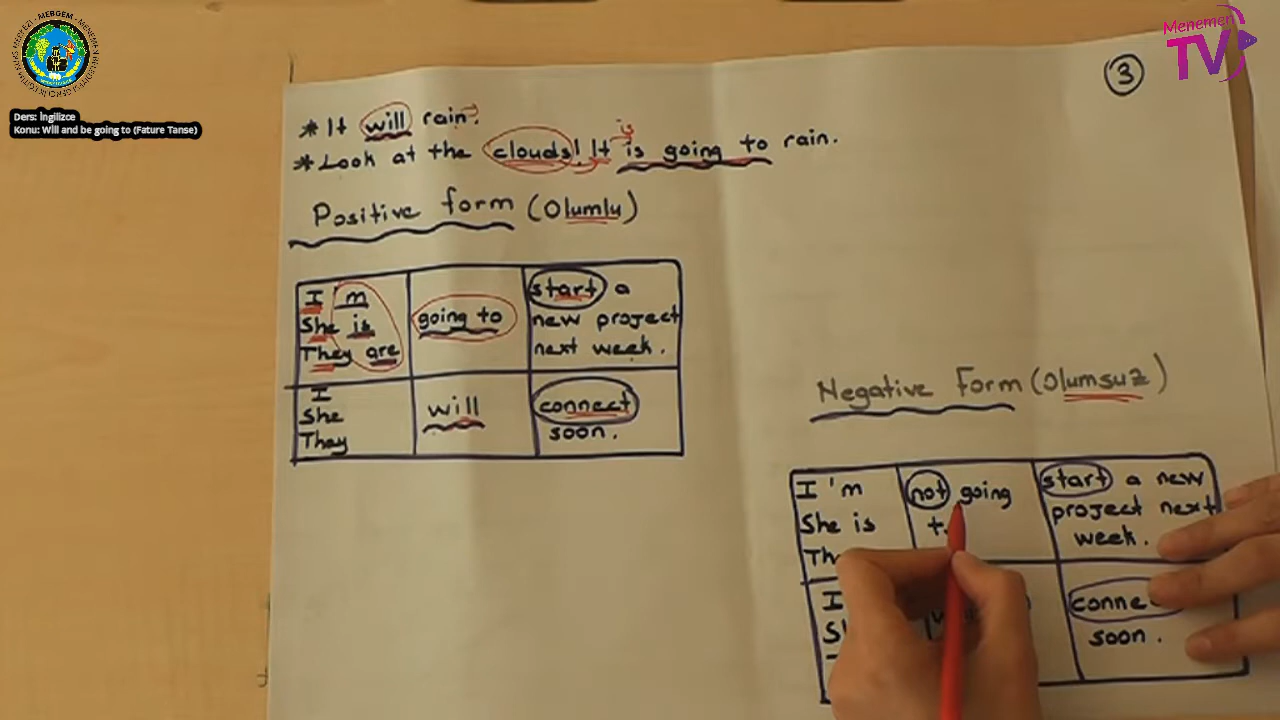 MEBGEM
Menemen
TV
3
Ders: İngilizce
Konu: Will and be going to (Fature Tanse)
* It will rain.
* Look at the clouds! It is going to rain.
Positive form (Olumlu)
I m
She is
They are
going to
start a
new project
next week.
I
She
They
will
connect
soon.
Negative Form (Olumsuz)
I'm
She is
not going
start a new
project next
week.
I
soon.